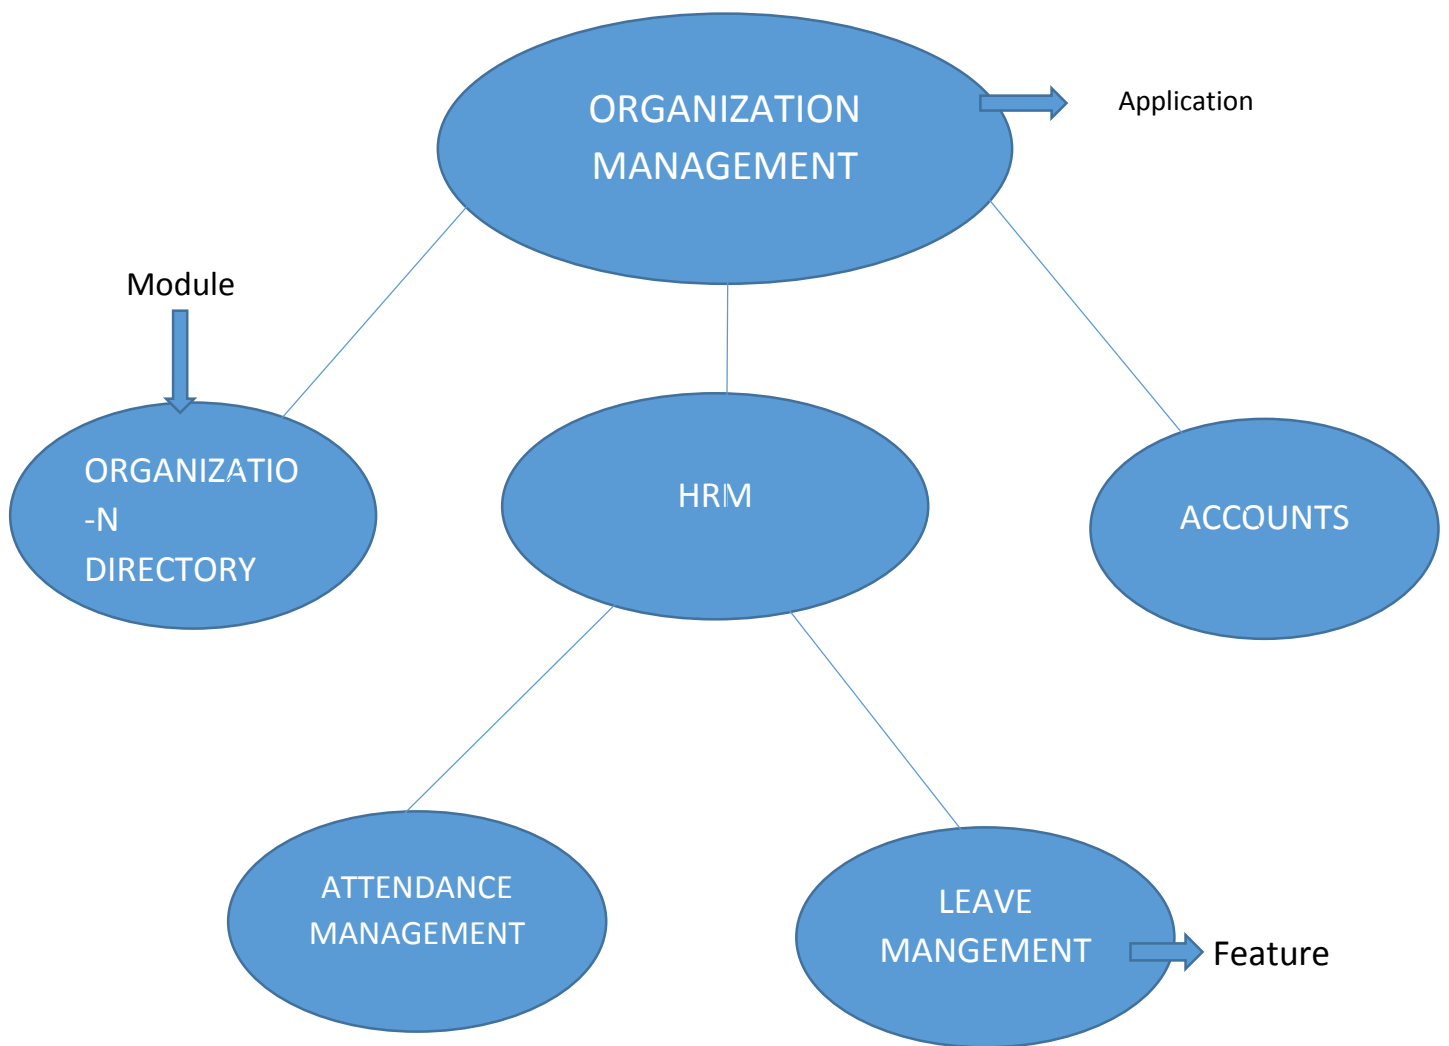 ORGANIZATION
MANAGEMENT
Application
Module
ORGANIZATIO
-N
DIRECTORY
HRM
ACCOUNTS
ATTENDANCE
MANAGEMENT
LEAVE
MANGEMENT
Feature